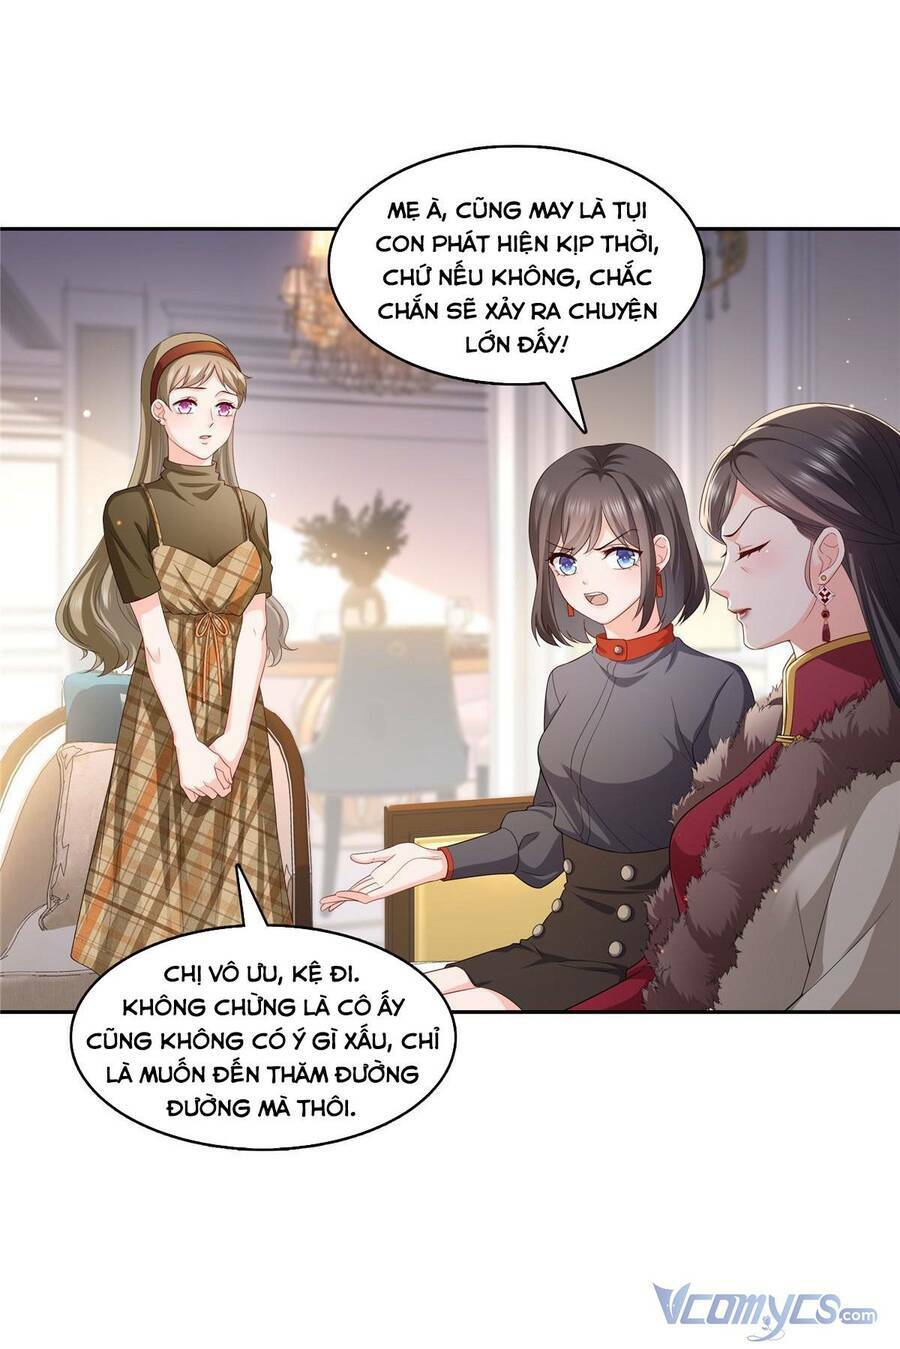 MẸ À, CŨNG MAY LÀ TỤI
CON PHÁT HIỆN KỊP THỜI,
CHỨ NẾU KHÔNG, CHẮC
CHẮN SẼ XẢY RA CHUYỆN
LỚN ĐẤY!
CHỊ VÔ ƯU, KỆ ĐI.
KHÔNG CHỪNG LÀ CÔ ẤY
CŨNG KHÔNG CÓ Ý GÌ XẤU, CHỈ
LÀ MUỐN ĐẾN THĂM ĐƯỜNG
ĐƯỜNG MÀ THÔI.
Vcomycs.com